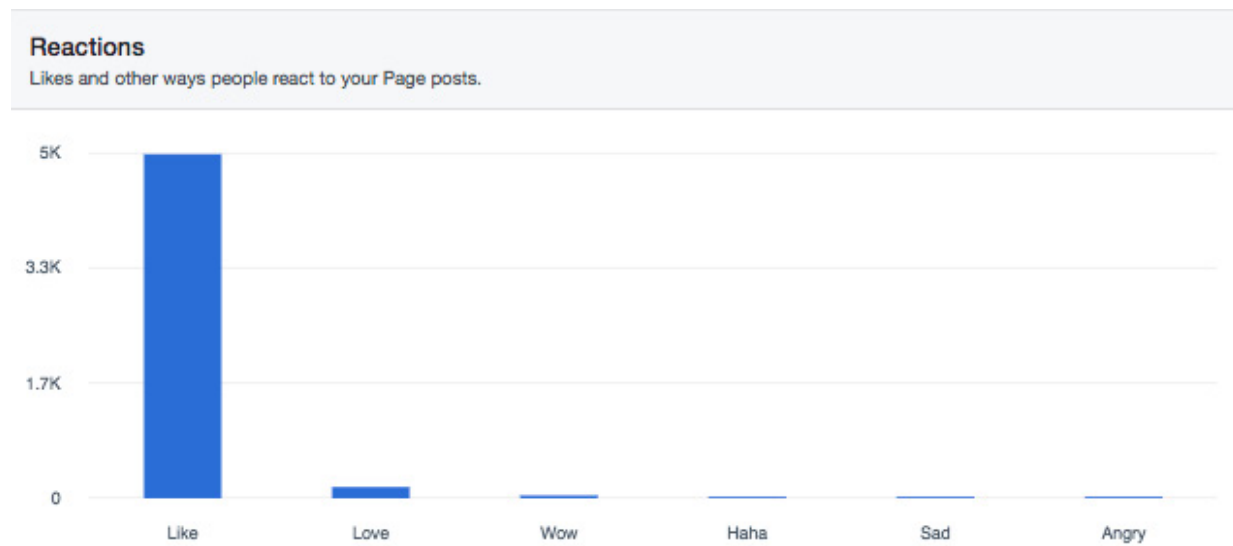 Reactions
Likes and other ways people react to your Page posts.
5K
3.3K
1.7K
0
Like Love Wow Haha Sad Angry